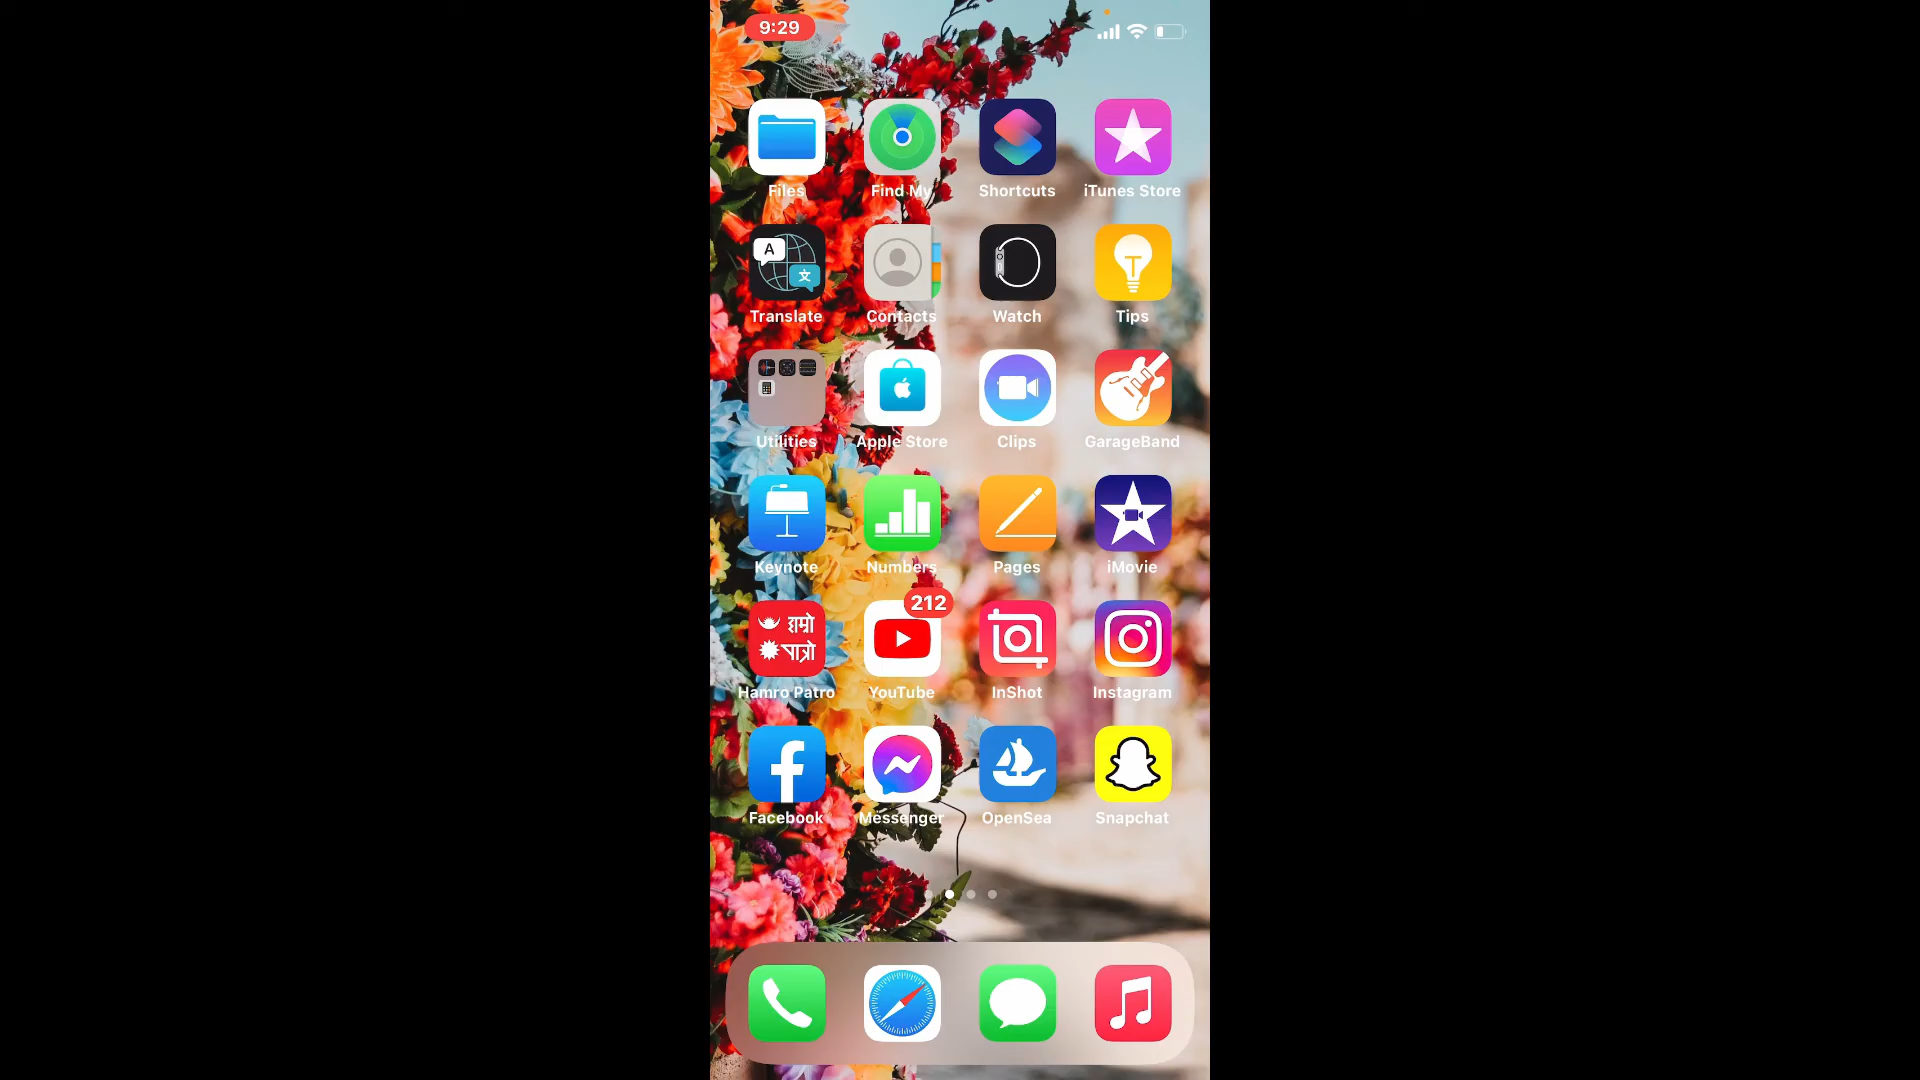 9:29
Files
Find My
Shortcuts
iTunes Store
A
文
T
Translate
Contacts
Watch
Tips
Utilities
Apple Store
Clips
GarageBand
Keynote
Numbers
Pages
iMovie
212
हाम्रो
पात्रो
Hamro Patro
YouTube
InShot
Instagram
f
Facebook
Messenger
OpenSea
Snapchat